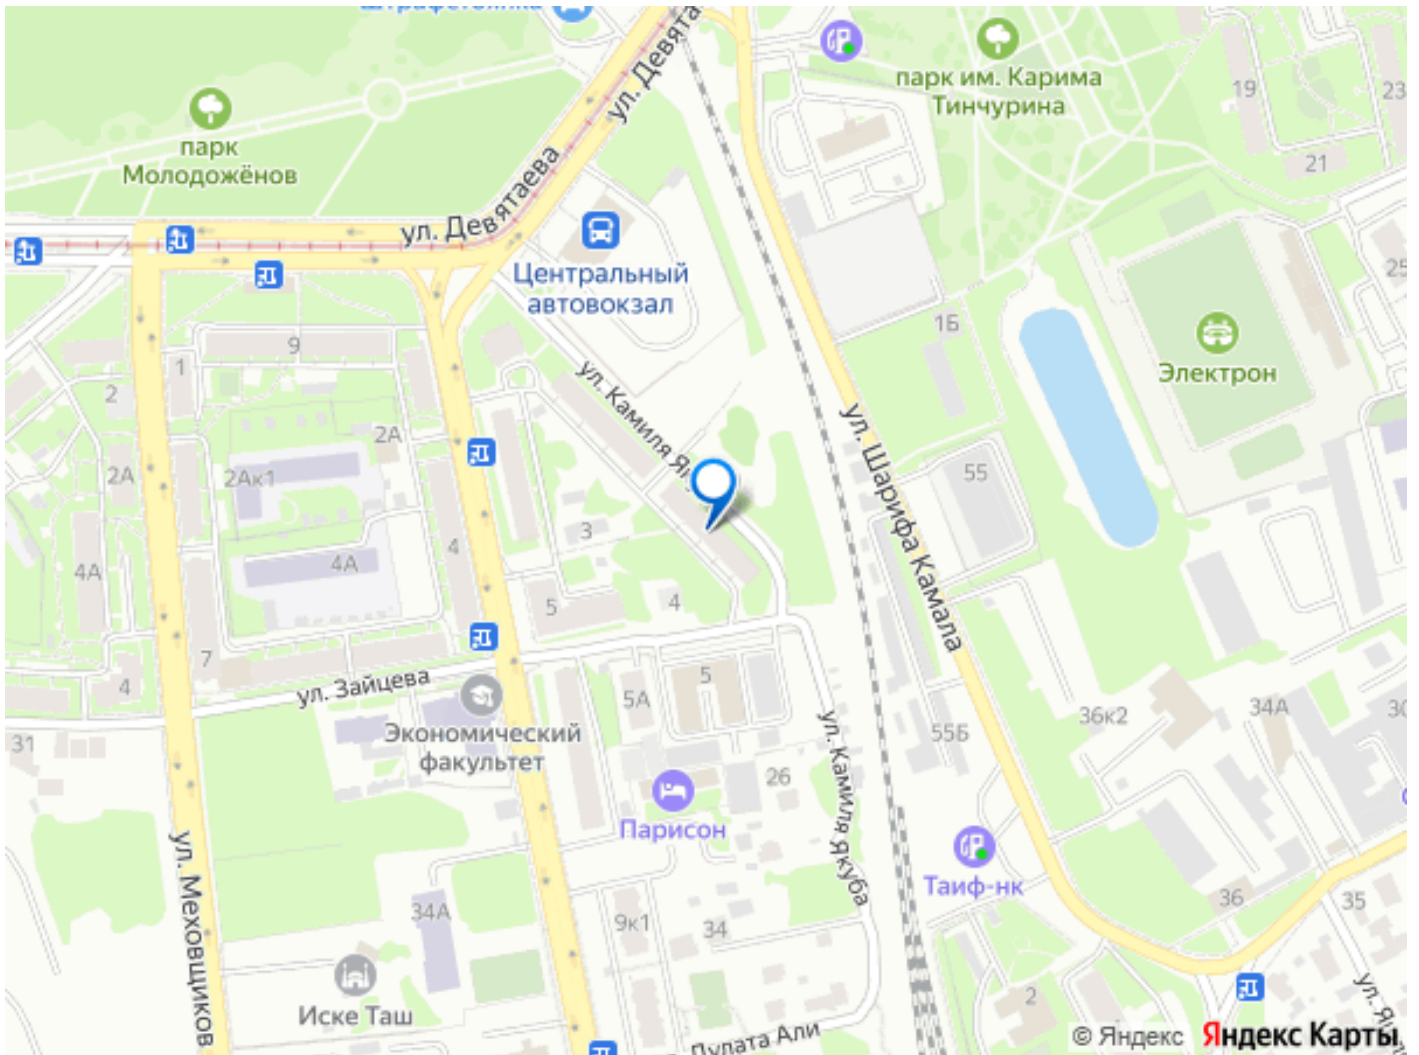 парк
Молодожёнов
парк им. Карима
Тинчурина
19
23
21
ул. Девятаева
ул. Девята
Центральный
автовокзал
25
1Б
Электрон
9
1
2
2А
2А
2Ак1
ул. Камиля Як
ул. Шарифа Камала
55
3
4
4А
4А
5
4
7
4
ул. Зайцева
5А
5
31
Экономический
факультет
ул. Камиля Якуба
55Б
36к2
34А
30
26
Парисон
ул. Меховщиков
Таиф-нк
34А
9к1
34
36
35
Иске Таш
2
Пулата Али
© Яндекс Яндекс Карты